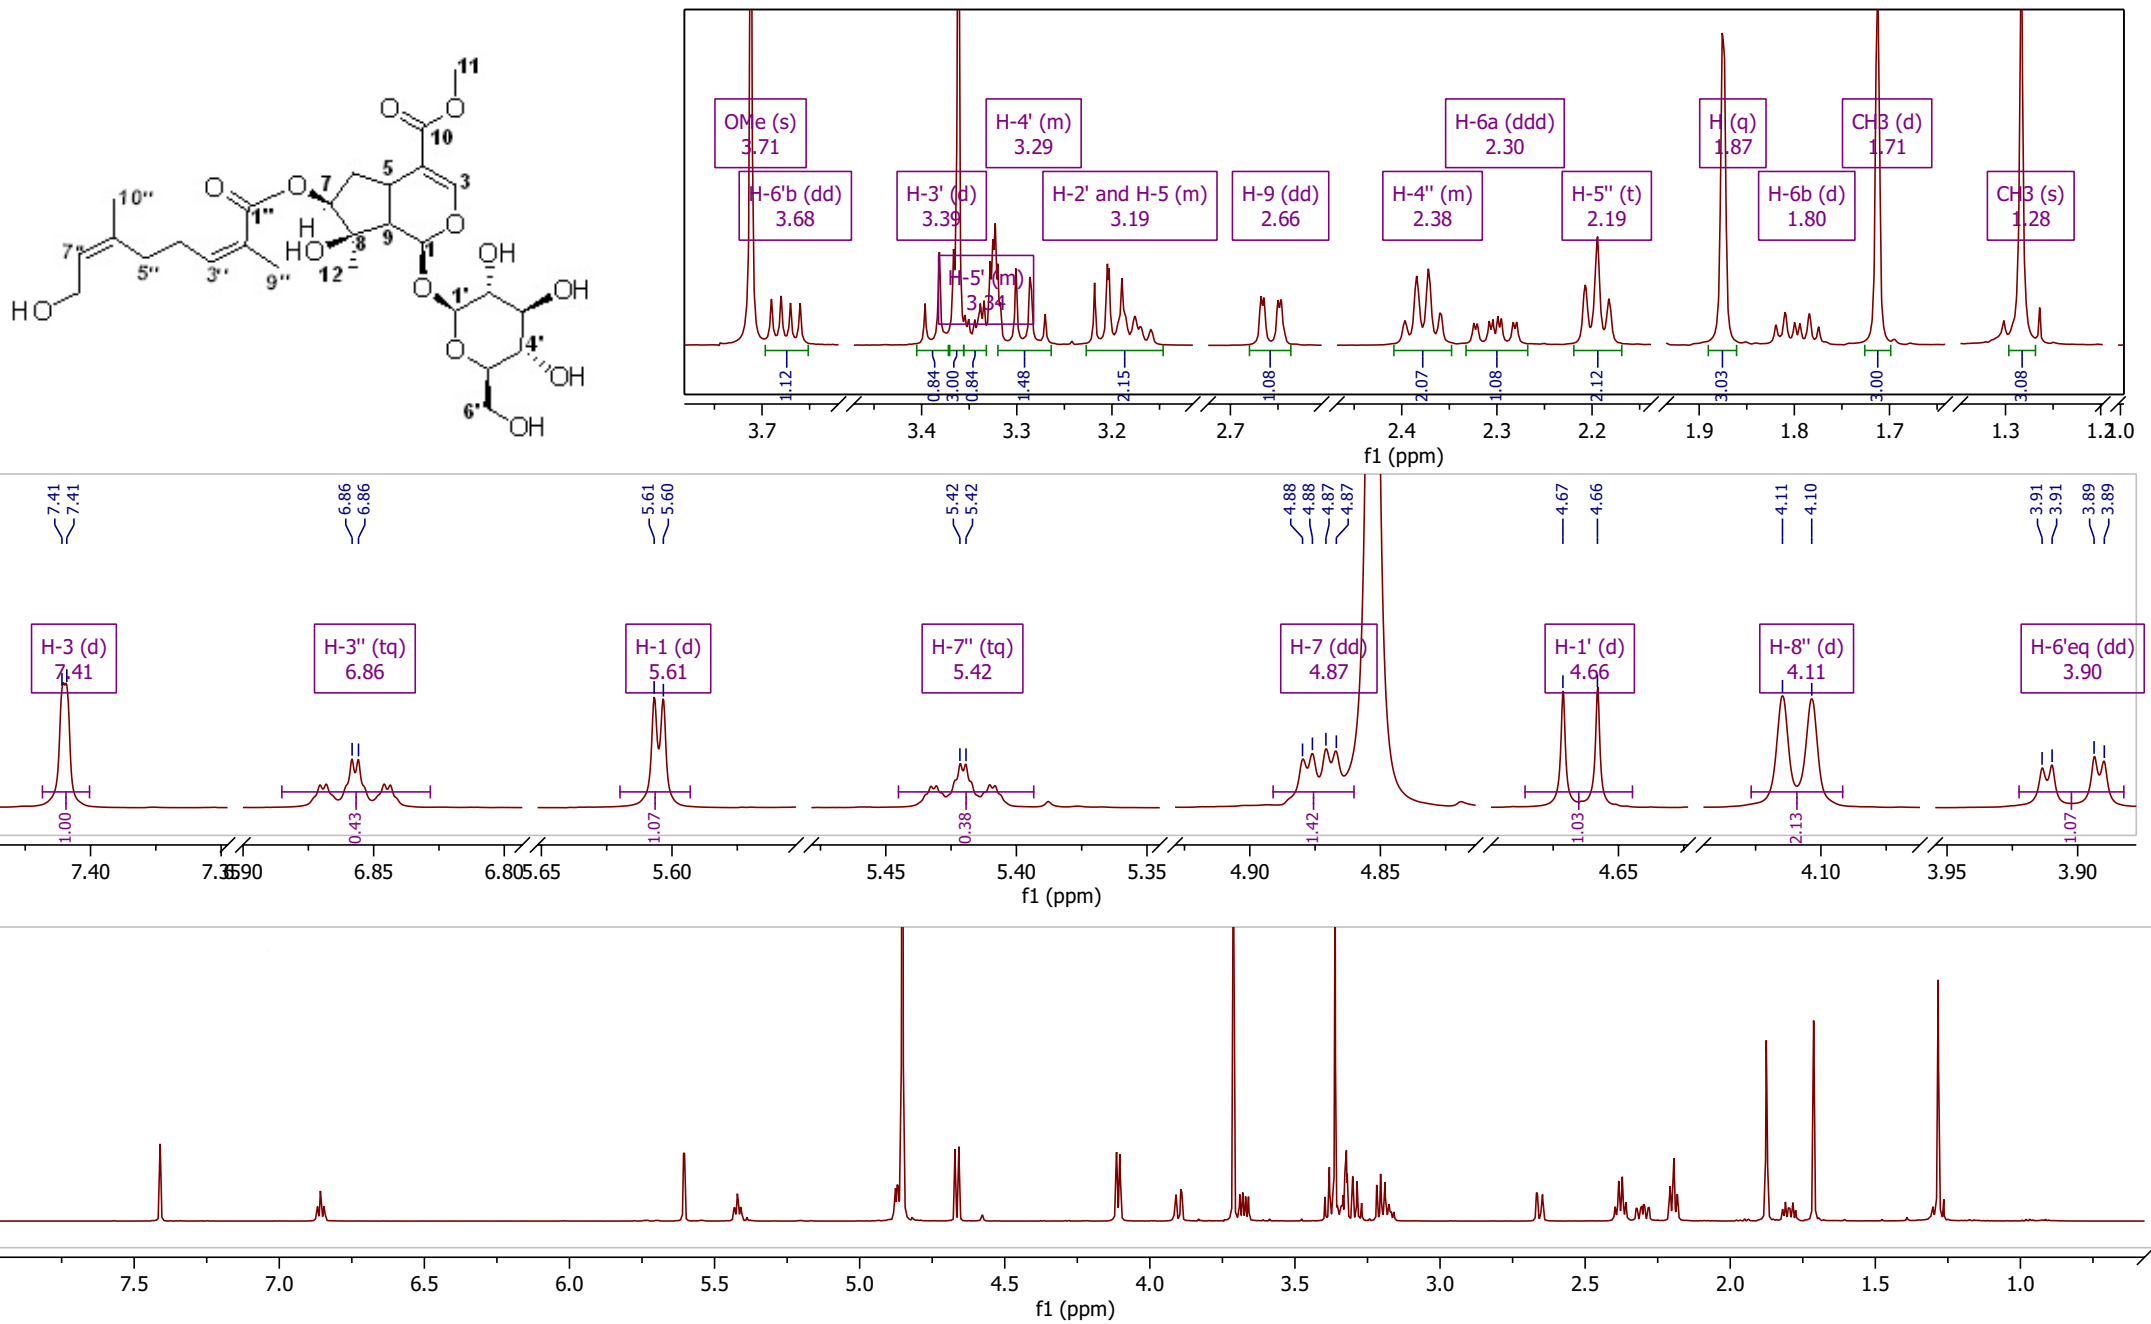 11
O
O
10
5
3
O
7
10''
O
1''
H
HO
8
9
1
O
12
OH
7''
5''
3''
9''
HO
O
1'
OH
O
4'
OH
6'
OH
OMe (s)
3.71
H-4' (m)
3.29
H-6a (ddd)
2.30
H (q)
1.87
CH3 (d)
1.71
H-6'b (dd)
3.68
H-3' (d)
3.39
H-2' and H-5 (m)
3.19
H-9 (dd)
2.66
H-4'' (m)
2.38
H-5'' (t)
2.19
H-6b (d)
1.80
CH3 (s)
1.28
H-5' (m)
3.34
1.12 0.84 3.00 0.84 1.48 2.15 1.08 2.07 1.08 2.12 3.03 3.00 3.08
3.7 3.4 3.3 3.2 2.7 2.4 2.3 2.2 1.9 1.8 1.7 1.3 1.2 1.0
f1 (ppm)
7.41 7.41 6.86 6.86 5.61 5.60 5.42 5.42 4.88 4.88 4.87 4.87 4.67 4.66 4.11 4.10 3.91 3.91 3.89 3.89
H-3 (d)
7.41
H-3'' (tq)
6.86
H-1 (d)
5.61
H-7'' (tq)
5.42
H-7 (dd)
4.87
H-1' (d)
4.66
H-8'' (d)
4.11
H-6'eq (dd)
3.90
1.00 0.43 1.07 0.38 1.42 1.03 2.13 1.07
7.40 7.35 6.90 6.85 6.80 5.65 5.60 5.45 5.40 5.35 4.90 4.85 4.65 4.10 3.95 3.90
f1 (ppm)
7.5 7.0 6.5 6.0 5.5 5.0 4.5 4.0 3.5 3.0 2.5 2.0 1.5 1.0
f1 (ppm)